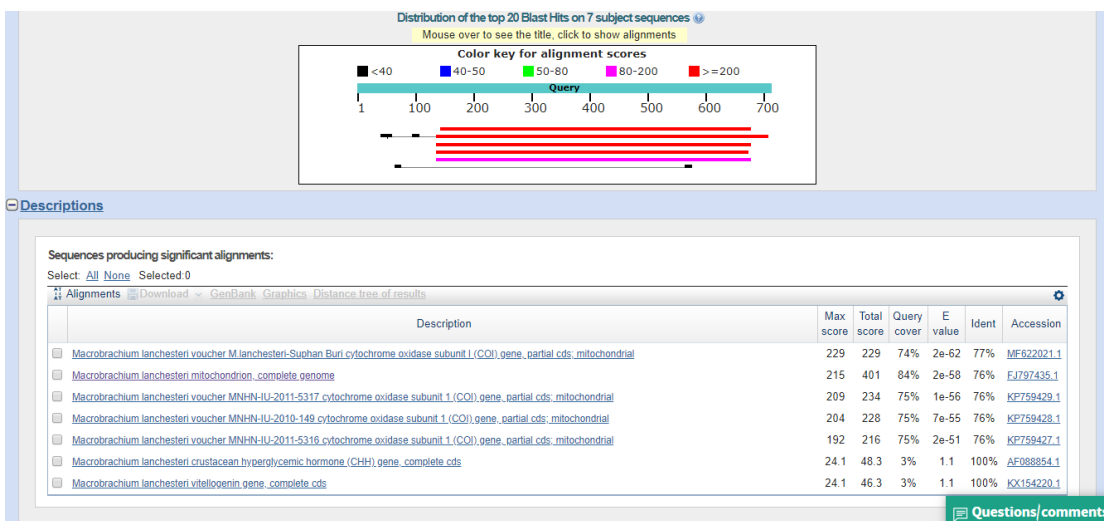 Distribution of the top 20 Blast Hits on 7 subject sequences
Mouse over to see the title, click to show alignments
Color key for alignment scores
<40 40-50 50-80 80-200 >=200
Query
1 100 200 300 400 500 600 700
Descriptions
Sequences producing significant alignments:
Select: All None Selected:0
Alignments Download GenBank Graphics Distance tree of results
Description Max score Total score Query cover E value Ident Accession
Macrobrachium lanchesteri voucher M.lanchesteri-Suphan Buri cytochrome oxidase subunit I (COI) gene, partial cds; mitochondrial 229 229 74% 2e-62 77% MF622021.1
Macrobrachium lanchesteri mitochondrion, complete genome 215 401 84% 2e-58 76% FJ797435.1
Macrobrachium lanchesteri voucher MNHN-IU-2011-5317 cytochrome oxidase subunit 1 (COI) gene, partial cds; mitochondrial 209 234 75% 1e-56 76% KP759429.1
Macrobrachium lanchesteri voucher MNHN-IU-2010-149 cytochrome oxidase subunit 1 (COI) gene, partial cds; mitochondrial 204 228 75% 7e-55 76% KP759428.1
Macrobrachium lanchesteri voucher MNHN-IU-2011-5316 cytochrome oxidase subunit 1 (COI) gene, partial cds; mitochondrial 192 216 75% 2e-51 76% KP759427.1
Macrobrachium lanchesteri crustacean hyperglycemic hormone (CHH) gene, complete cds 24.1 48.3 3% 1.1 100% AF088854.1
Macrobrachium lanchesteri vitellogenin gene, complete cds 24.1 46.3 3% 1.1 100% KX154220.1
Questions/comments